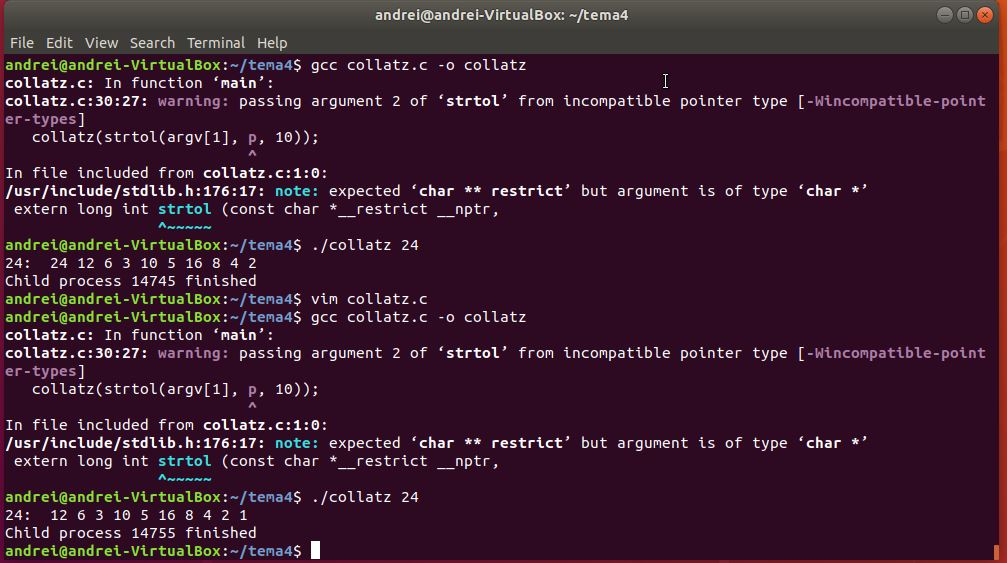 andrei@andrei-VirtualBox: ~/tema4
File Edit View Search Terminal Help
andrei@andrei-VirtualBox:~/tema4$ gcc collatz.c -o collatz
collatz.c: In function ‘main’:
collatz.c:30:27: warning: passing argument 2 of ‘strtol’ from incompatible pointer type [-Wincompatible-point
er-types]
   collatz(strtol(argv[1], p, 10));
                           ^
In file included from collatz.c:1:0:
/usr/include/stdlib.h:176:17: note: expected ‘char ** restrict’ but argument is of type ‘char *’
 extern long int strtol (const char *__restrict __nptr,
                 ^~~~~~
andrei@andrei-VirtualBox:~/tema4$ ./collatz 24
24:  24 12 6 3 10 5 16 8 4 2
Child process 14745 finished
andrei@andrei-VirtualBox:~/tema4$ vim collatz.c
andrei@andrei-VirtualBox:~/tema4$ gcc collatz.c -o collatz
collatz.c: In function ‘main’:
collatz.c:30:27: warning: passing argument 2 of ‘strtol’ from incompatible pointer type [-Wincompatible-point
er-types]
   collatz(strtol(argv[1], p, 10));
                           ^
In file included from collatz.c:1:0:
/usr/include/stdlib.h:176:17: note: expected ‘char ** restrict’ but argument is of type ‘char *’
 extern long int strtol (const char *__restrict __nptr,
                 ^~~~~~
andrei@andrei-VirtualBox:~/tema4$ ./collatz 24
24:  12 6 3 10 5 16 8 4 2 1
Child process 14755 finished
andrei@andrei-VirtualBox:~/tema4$